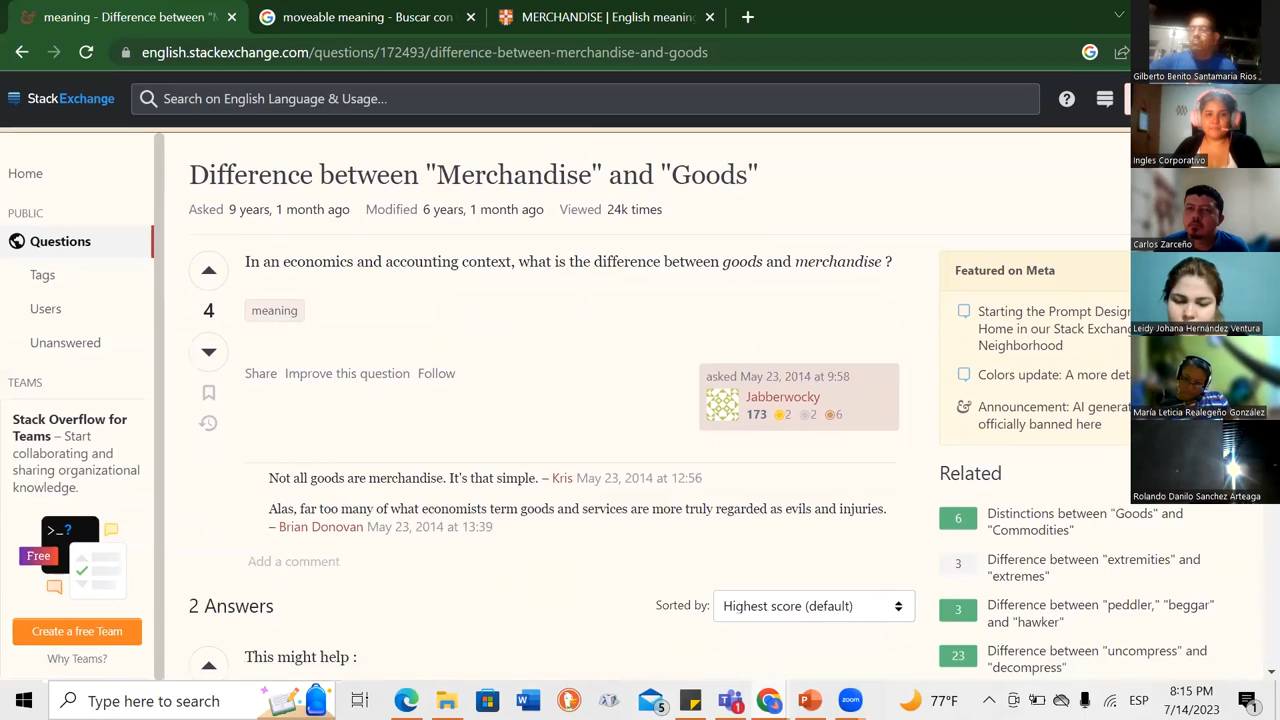 meaning - Difference between "M
moveable meaning - Buscar con
MERCHANDISE | English meaning
english.stackexchange.com/questions/172493/difference-between-merchandise-and-goods
StackExchange
Search on English Language & Usage...
Home
PUBLIC
Questions
Tags
Users
Unanswered
TEAMS
Stack Overflow for
Teams – Start
collaborating and
sharing organizational
knowledge.
>_?
Free
Create a free Team
Why Teams?
Difference between "Merchandise" and "Goods"
Asked 9 years, 1 month ago Modified 6 years, 1 month ago Viewed 24k times
4
In an economics and accounting context, what is the difference between goods and merchandise ?
meaning
Share Improve this question Follow
asked May 23, 2014 at 9:58
Jabberwocky
173 2 2 6
Not all goods are merchandise. It's that simple. – Kris May 23, 2014 at 12:56
Alas, far too many of what economists term goods and services are more truly regarded as evils and injuries.
– Brian Donovan May 23, 2014 at 13:39
Add a comment
2 Answers
Sorted by:
Highest score (default)
This might help :
Featured on Meta
Starting the Prompt Design
Home in our Stack Exchan
Neighborhood
Colors update: A more deta
Announcement: AI generat
officially banned here
Related
6
Distinctions between "Goods" and
"Commodities"
3
Difference between "extremities" and
"extremes"
3
Difference between "peddler," "beggar"
and "hawker"
23
Difference between "uncompress" and
"decompress"
Gilberto Benito Santamaria Rios
Ingles Corporativo
Carlos Zarceño
Leidy Johana Hernández Ventura
María Leticia Realegeño González
Rolando Danilo Sanchez Arteaga
Type here to search
5
1
zoom
77°F
ESP
8:15 PM
7/14/2023
1